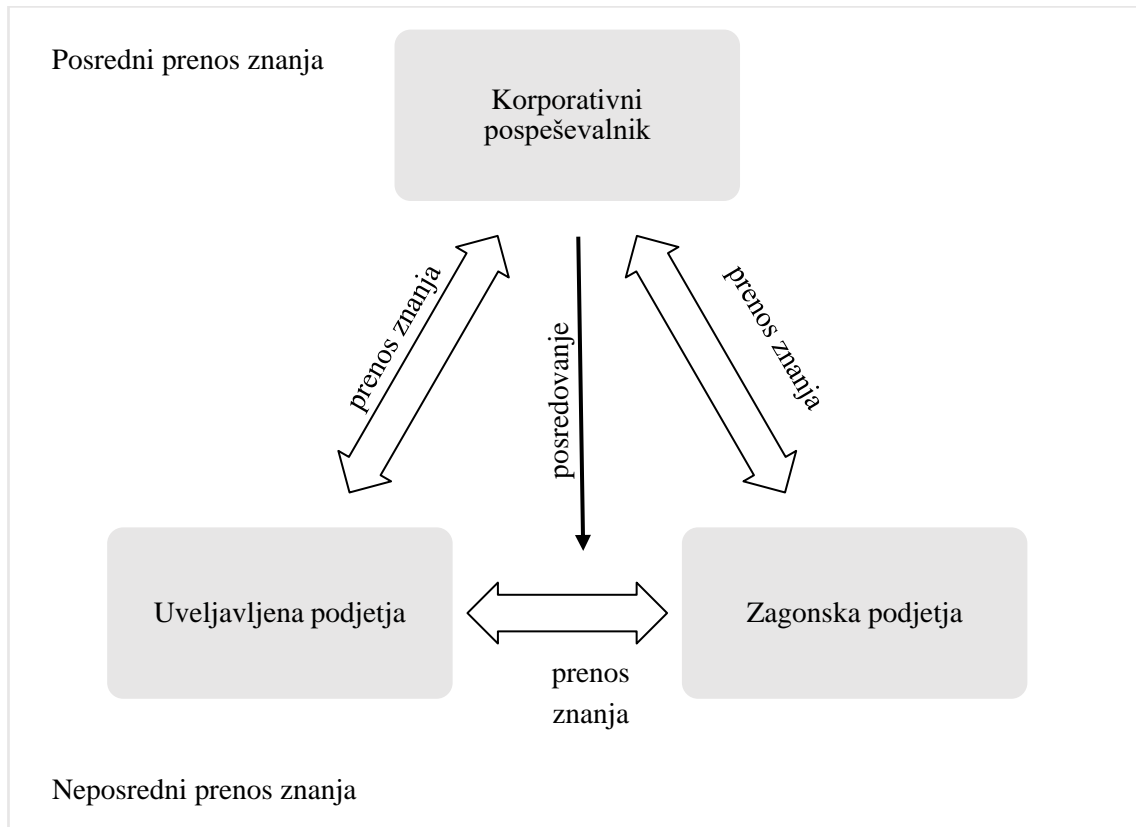 Posredni prenos znanja
Korporativni
pospeševalnik
prenos znanja
posredovanje
prenos znanja
Uveljavljena podjetja
Zagonska podjetja
prenos
znanja
Neposredni prenos znanja